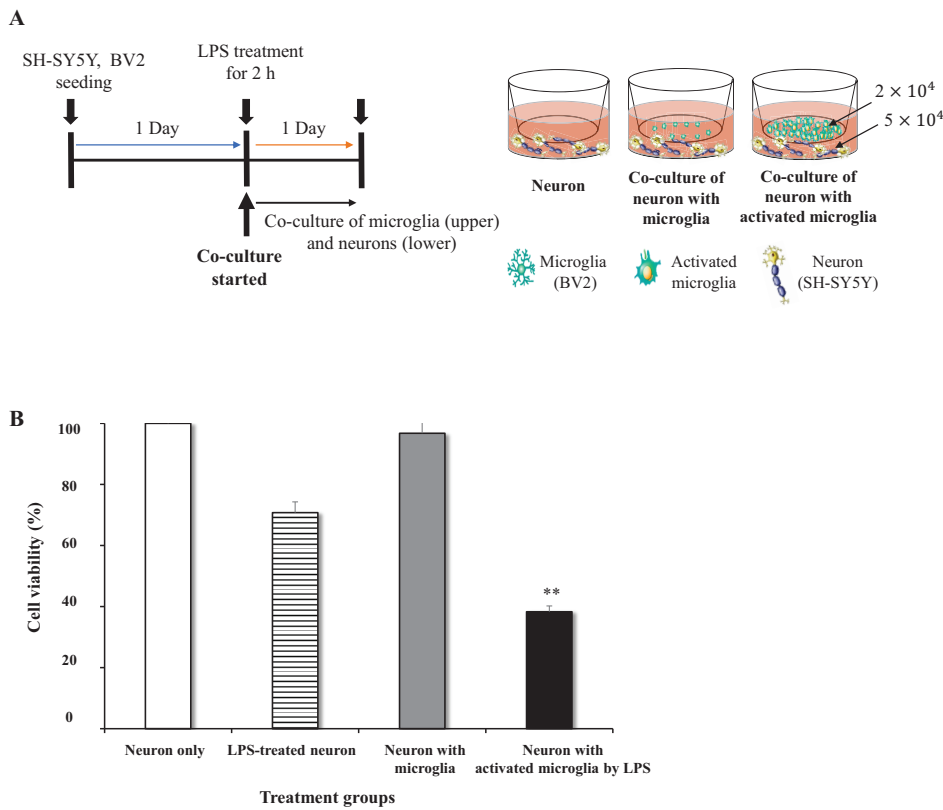 A
SH-SY5Y, BV2
seeding
LPS treatment
for 2 h
1 Day
1 Day
Co-culture of microglia (upper)
and neurons (lower)
Co-culture
started
2 × 10⁴
5 × 10⁴
Neuron
Co-culture of
neuron with
microglia
Co-culture of
neuron with
activated microglia
Microglia
(BV2)
Activated
microglia
Neuron
(SH-SY5Y)
B
Cell viability (%)
100
80
60
40
20
0
**
Neuron only
LPS-treated neuron
Neuron with
microglia
Neuron with
activated microglia by LPS
Treatment groups